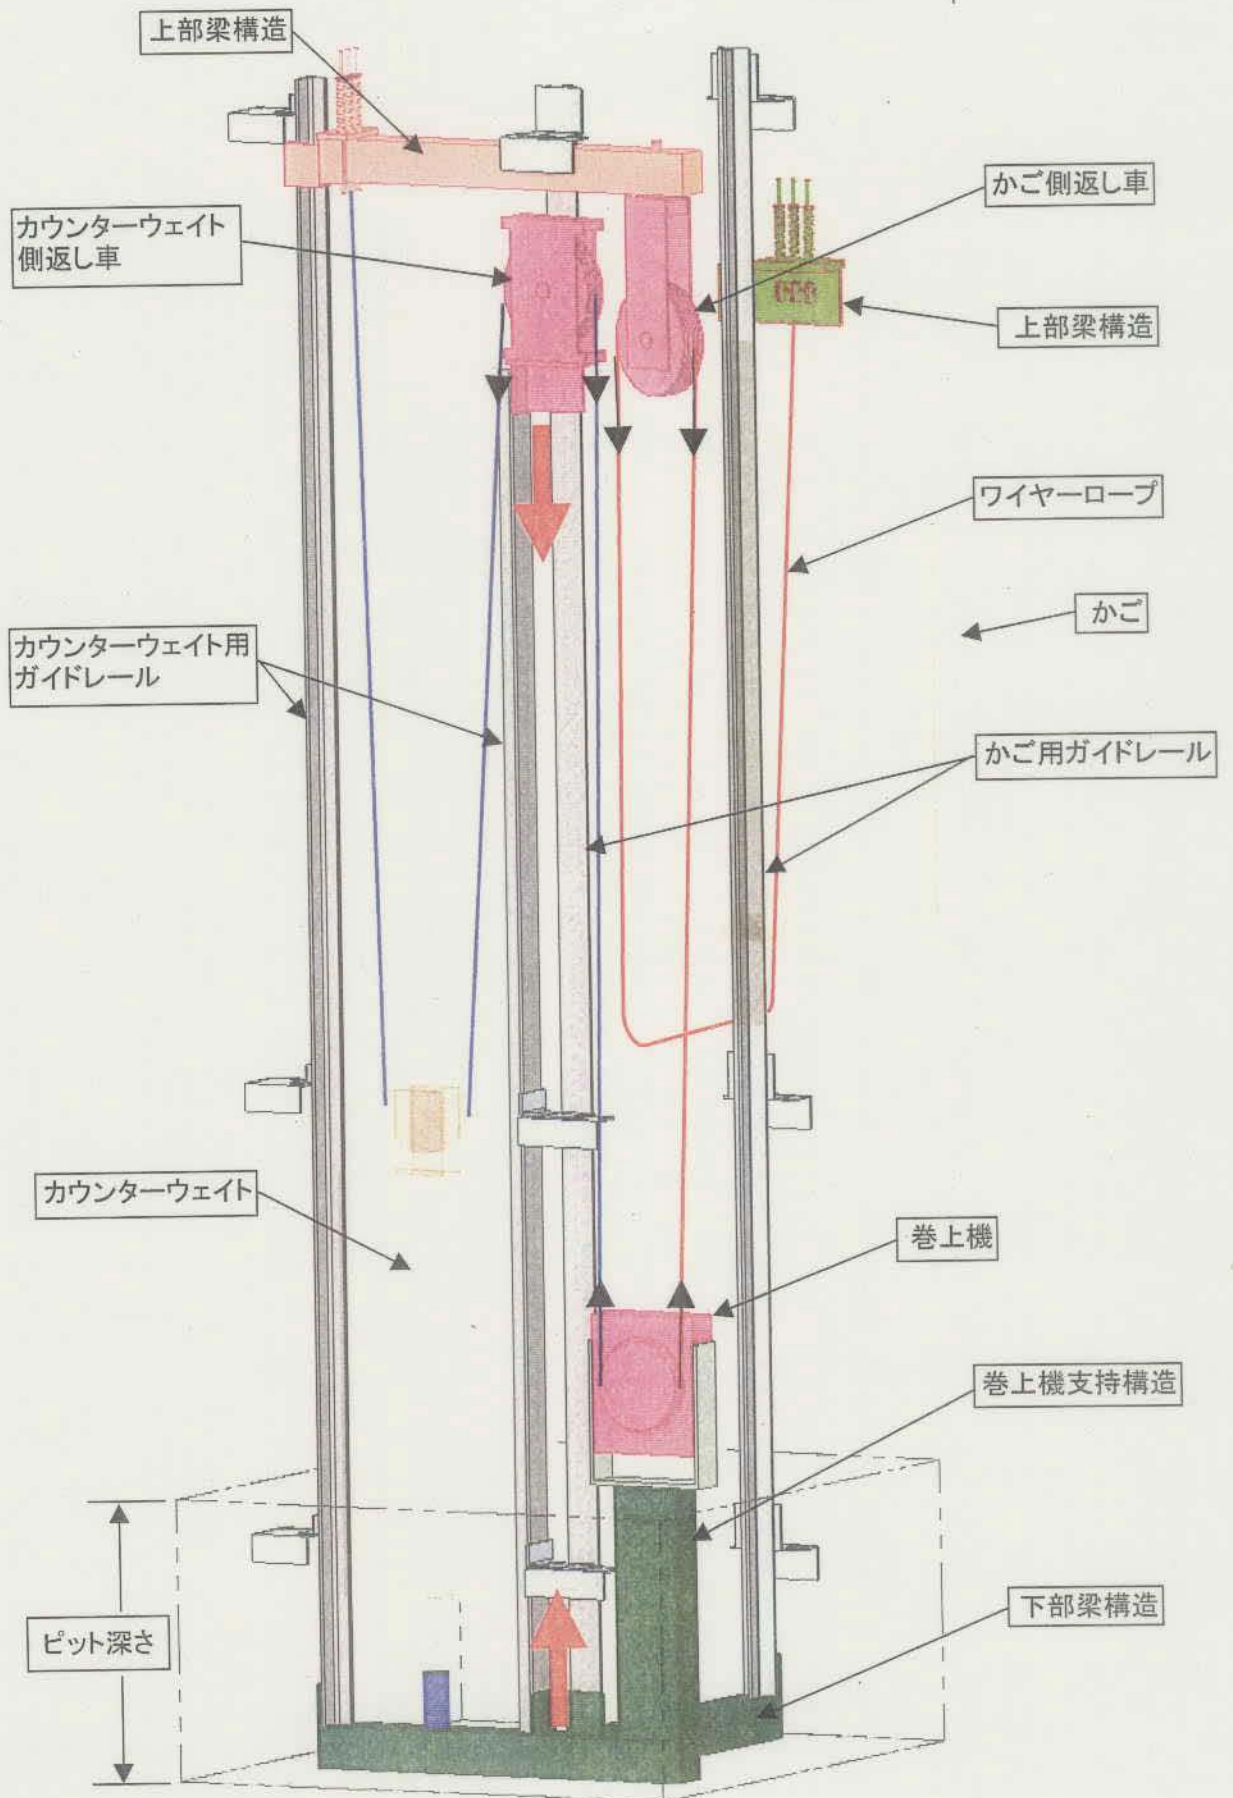 上部梁構造
かご側返し車
カウンターウェイト
側返し車
上部梁構造
ワイヤーロープ
かご
カウンターウェイト用
ガイドレール
かご用ガイドレール
カウンターウェイト
巻上機
巻上機支持構造
下部梁構造
ピット深さ